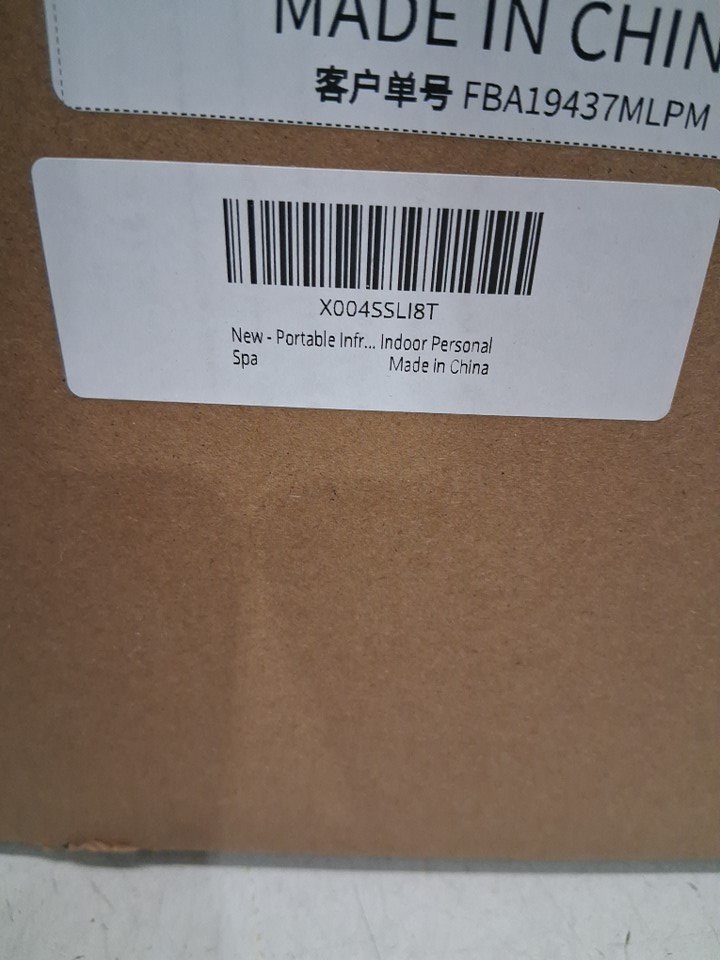 MADE IN CHIN
客户单号 FBA19437MLPM
X004SSLI8T
New - Portable Infr... Indoor Personal
Spa
Made in China